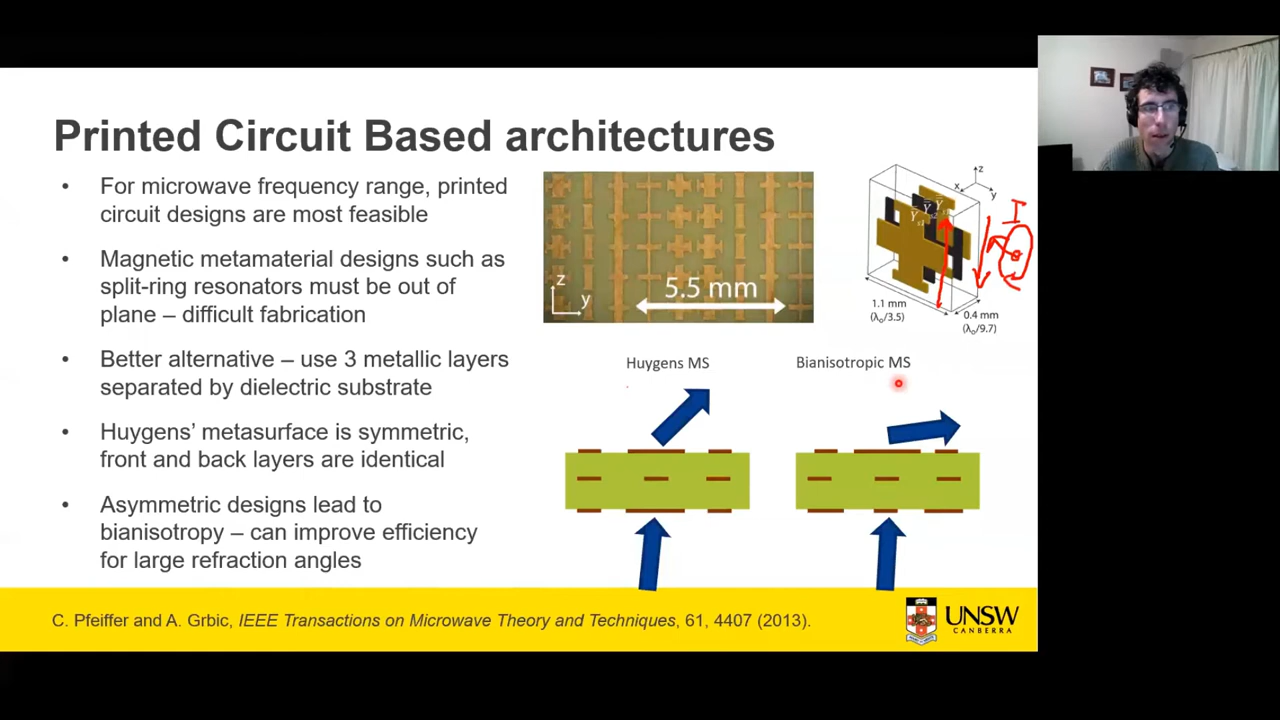 Printed Circuit Based architectures
• For microwave frequency range, printed
circuit designs are most feasible
• Magnetic metamaterial designs such as
split-ring resonators must be out of
plane – difficult fabrication
• Better alternative – use 3 metallic layers
separated by dielectric substrate
• Huygens’ metasurface is symmetric,
front and back layers are identical
• Asymmetric designs lead to
bianisotropy – can improve efficiency
for large refraction angles
z
y
5.5 mm
z
x
y
I
1.1 mm
(λ₀/3.5)
0.4 mm
(λ₀/9.7)
Huygens MS
Bianisotropic MS
C. Pfeiffer and A. Grbic, IEEE Transactions on Microwave Theory and Techniques, 61, 4407 (2013).
UNSW
CANBERRA